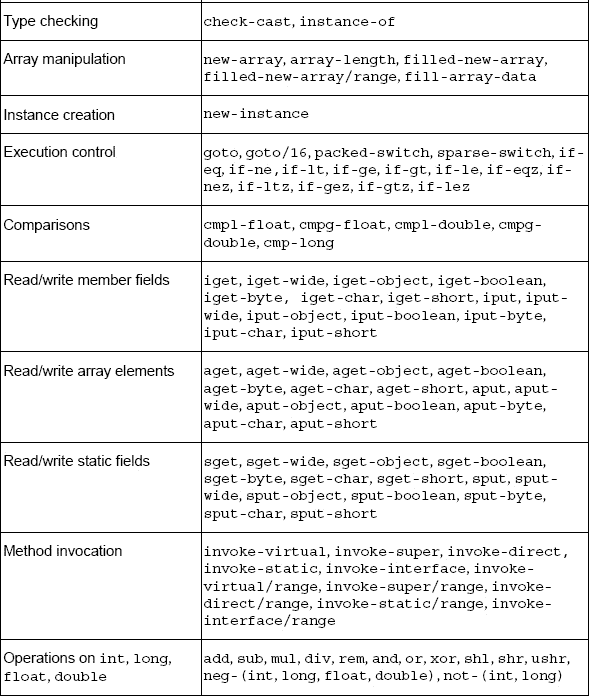 Type checking
check-cast, instance-of
Array manipulation
new-array, array-length, filled-new-array,
filled-new-array/range, fill-array-data
Instance creation
new-instance
Execution control
goto, goto/16, packed-switch, sparse-switch, if-
eq, if-ne, if-lt, if-ge, if-gt, if-le, if-eqz, if-
nez, if-ltz, if-gez, if-gtz, if-lez
Comparisons
cmpl-float, cmpg-float, cmpl-double, cmpg-
double, cmp-long
Read/write member fields
iget, iget-wide, iget-object, iget-boolean,
iget-byte, iget-char, iget-short, iput, iput-
wide, iput-object, iput-boolean, iput-byte,
iput-char, iput-short
Read/write array elements
aget, aget-wide, aget-object, aget-boolean,
aget-byte, aget-char, aget-short, aput, aput-
wide, aput-object, aput-boolean, aput-byte,
aput-char, aput-short
Read/write static fields
sget, sget-wide, sget-object, sget-boolean,
sget-byte, sget-char, sget-short, sput, sput-
wide, sput-object, sput-boolean, sput-byte,
sput-char, sput-short
Method invocation
invoke-virtual, invoke-super, invoke-direct,
invoke-static, invoke-interface, invoke-
virtual/range, invoke-super/range, invoke-
direct/range, invoke-static/range, invoke-
interface/range
Operations on int, long,
float, double
add, sub, mul, div, rem, and, or, xor, shl, shr, ushr,
neg-(int, long, float, double), not-(int, long)